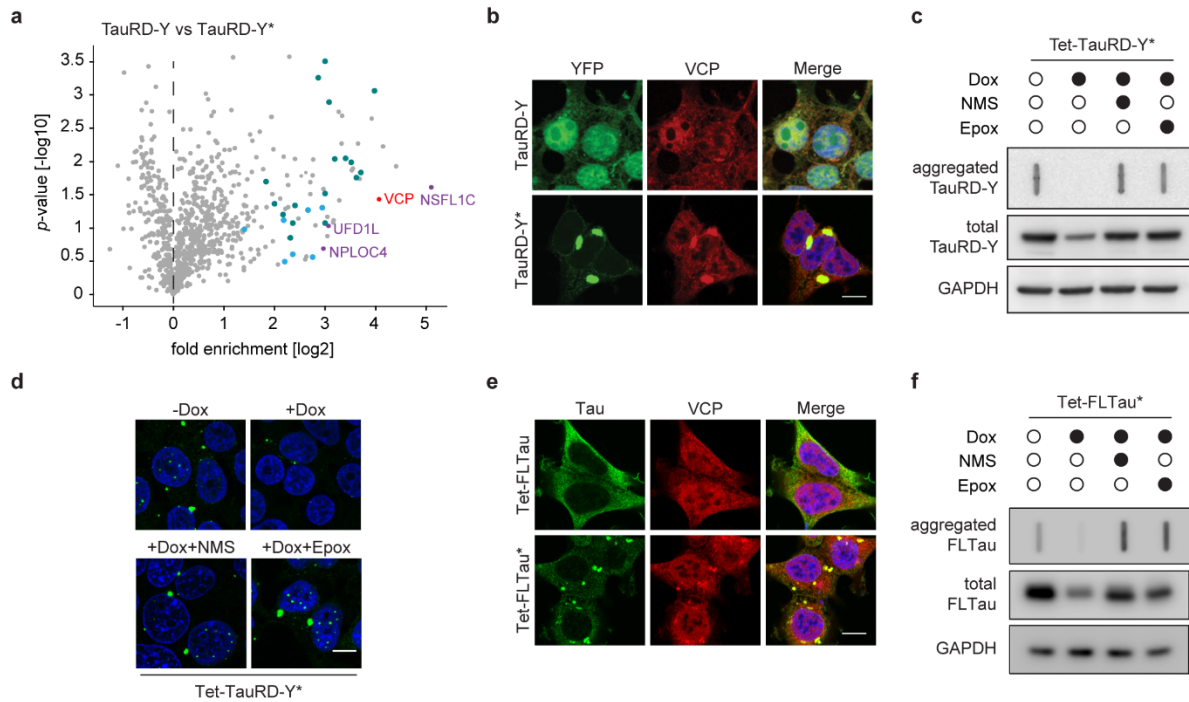 a
TauRD-Y vs TauRD-Y*
p-value [-log10]
3.5
3
2.5
2
1.5
1
0.5
0
-1 0 1 2 3 4 5
fold enrichment [log2]
VCP
NSFL1C
UFD1L
NPLOC4
b
YFP VCP Merge
TauRD-Y
TauRD-Y*
c
Tet-TauRD-Y*
Dox
NMS
Epox
aggregated
TauRD-Y
total
TauRD-Y
GAPDH
d
-Dox +Dox
+Dox+NMS +Dox+Epox
Tet-TauRD-Y*
e
Tau VCP Merge
Tet-FLTau
Tet-FLTau*
f
Tet-FLTau*
Dox
NMS
Epox
aggregated
FLTau
total
FLTau
GAPDH